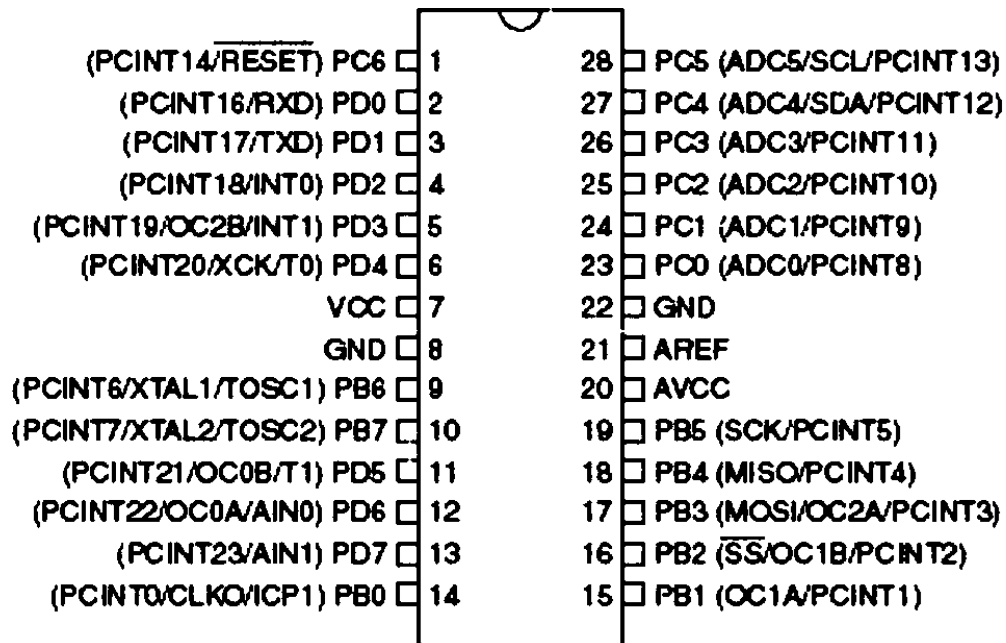 (PCINT14/RESET) PC6 1 28 PC5 (ADC5/SCL/PCINT13)
(PCINT16/RXD) PD0 2 27 PC4 (ADC4/SDA/PCINT12)
(PCINT17/TXD) PD1 3 26 PC3 (ADC3/PCINT11)
(PCINT18/INT0) PD2 4 25 PC2 (ADC2/PCINT10)
(PCINT19/OC2B/INT1) PD3 5 24 PC1 (ADC1/PCINT9)
(PCINT20/XCK/T0) PD4 6 23 PC0 (ADC0/PCINT8)
VCC 7 22 GND
GND 8 21 AREF
(PCINT6/XTAL1/TOSC1) PB6 9 20 AVCC
(PCINT7/XTAL2/TOSC2) PB7 10 19 PB5 (SCK/PCINT5)
(PCINT21/OC0B/T1) PD5 11 18 PB4 (MISO/PCINT4)
(PCINT22/OC0A/AIN0) PD6 12 17 PB3 (MOSI/OC2A/PCINT3)
(PCINT23/AIN1) PD7 13 16 PB2 (SS/OC1B/PCINT2)
(PCINT0/CLKO/ICP1) PB0 14 15 PB1 (OC1A/PCINT1)